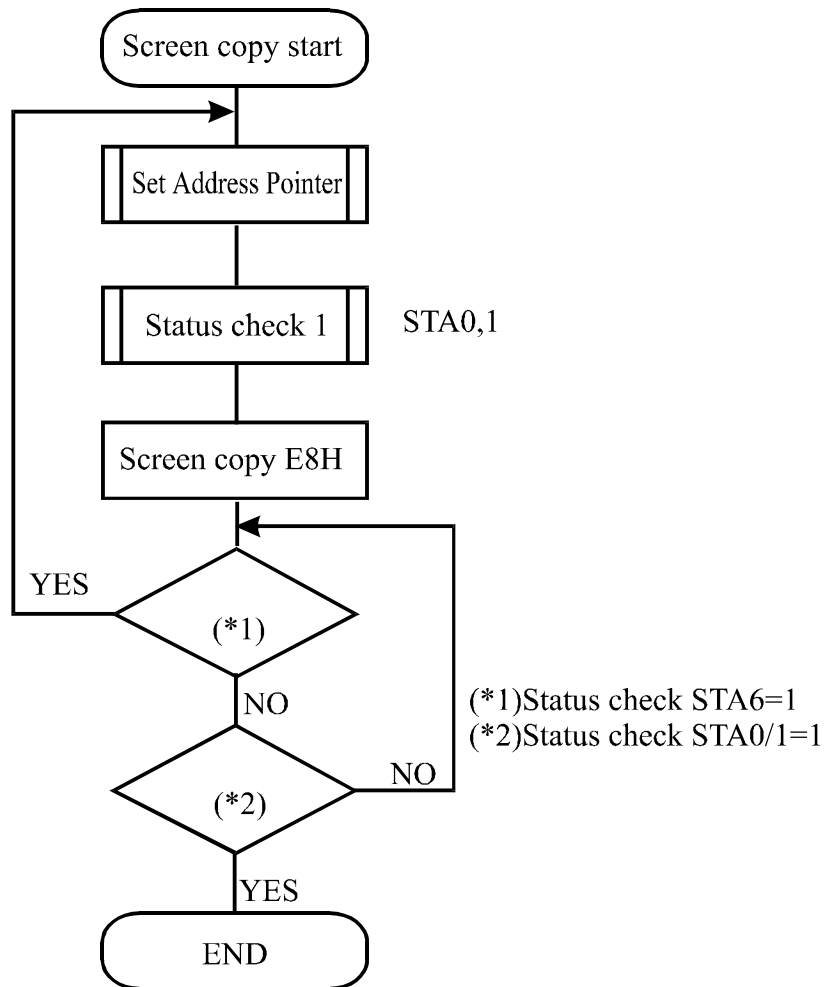 Screen copy start
Set Address Pointer
Status check 1
STA0,1
Screen copy E8H
YES
(*1)
NO
(*1)Status check STA6=1
(*2)Status check STA0/1=1
NO
(*2)
YES
END